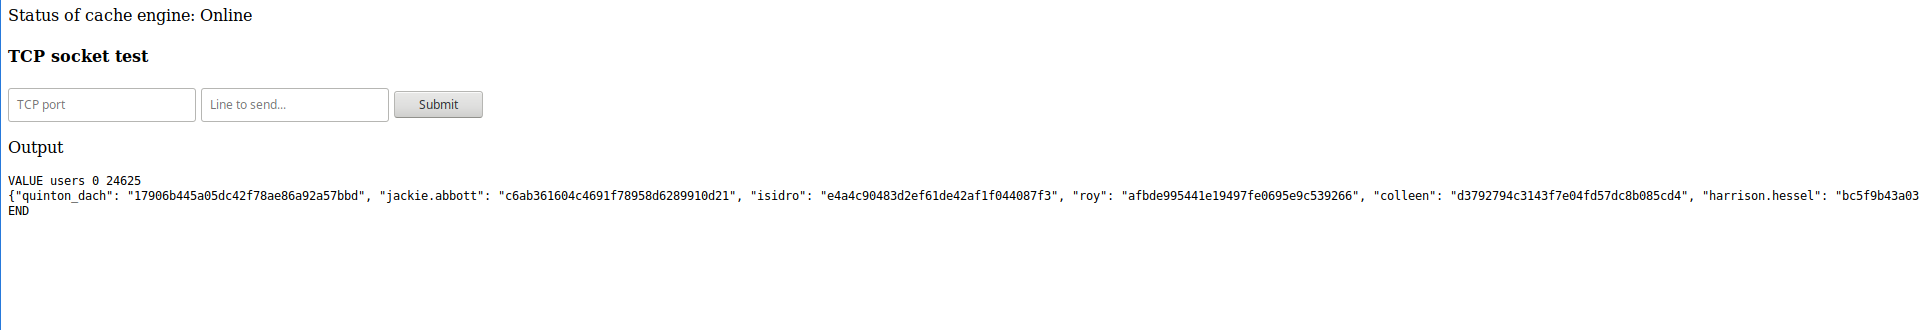 Status of cache engine: Online
TCP socket test
TCP port
Line to send...
Submit
Output
VALUE users 0 24625
{"quinton_dach": "17906b445a05dc42f78ae86a92a57bbd", "jackie.abbott": "c6ab361604c4691f78958d6289910d21", "isidro": "e4a4c90483d2ef61de42af1f044087f3", "roy": "afbde995441e19497fe0695e9c539266", "colleen": "d3792794c3143f7e04fd57dc8b085cd4", "harrison.hessel": "bc5f9b43a03
END